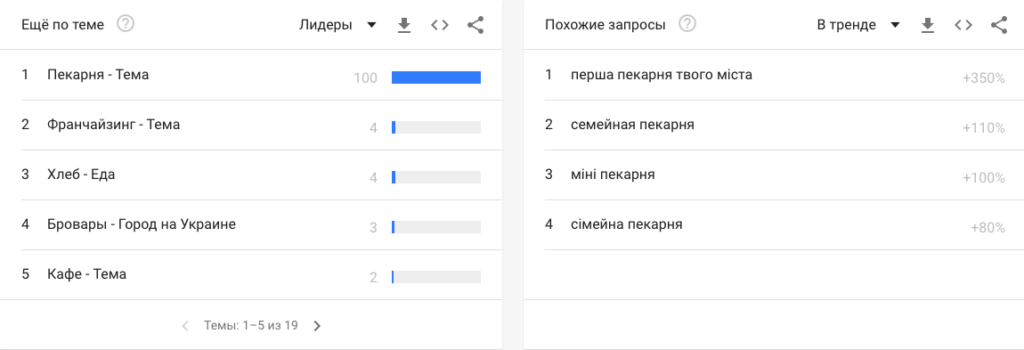 Ещё по теме
Лидеры
1 Пекарня - Тема 100
2 Франчайзинг - Тема 4
3 Хлеб - Еда 4
4 Бровары - Город на Украине 3
5 Кафе - Тема 2
Темы: 1–5 из 19
Похожие запросы
В тренде
1 перша пекарня твого міста +350%
2 семейная пекарня +110%
3 міні пекарня +100%
4 сімейна пекарня +80%